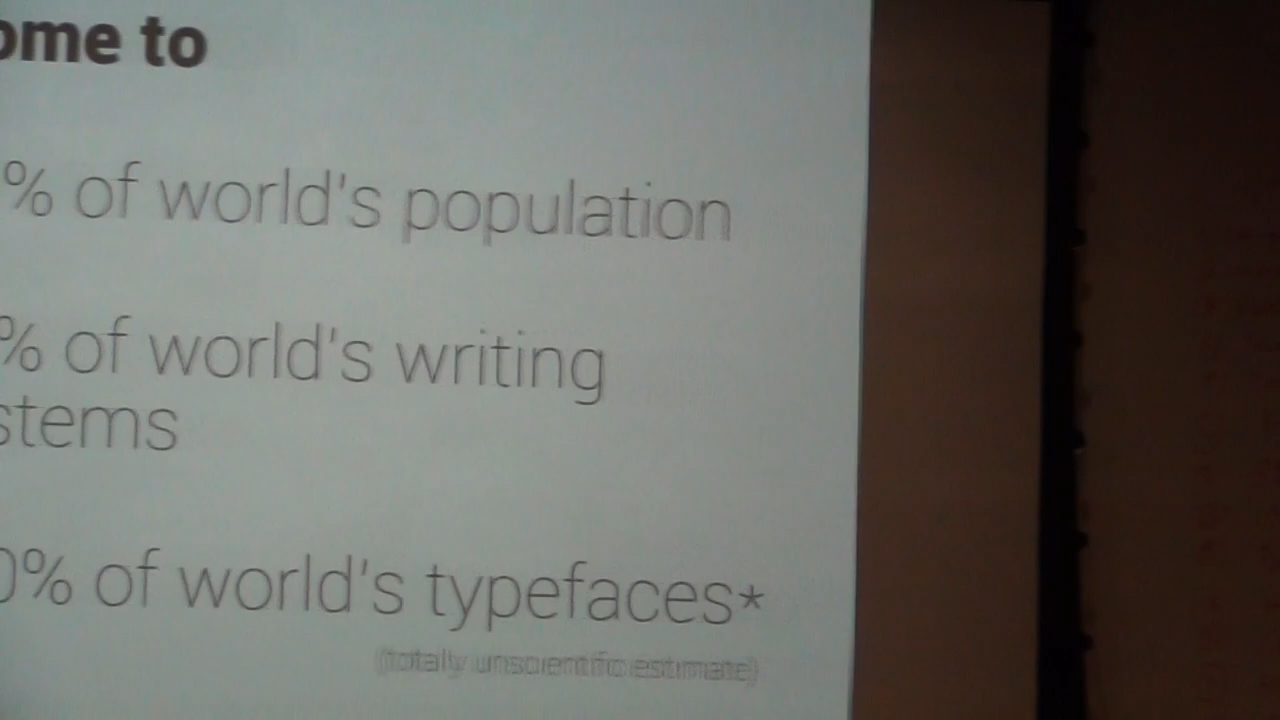 ome to
% of world's population
% of world's writing
stems
0% of world's typefaces*
(totally unscientific estimate)